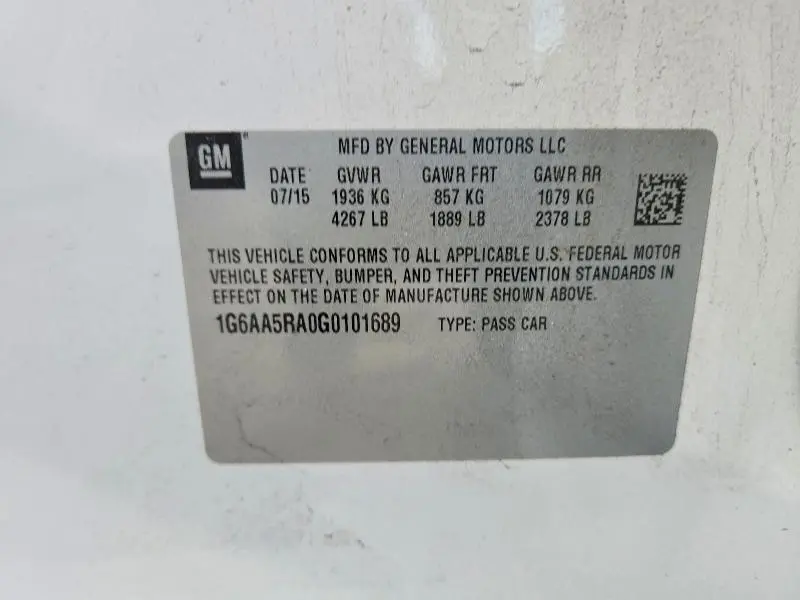 GM
MFD BY GENERAL MOTORS LLC
DATE GVWR GAWR FRT GAWR RR
07/15 1936 KG 857 KG 1079 KG
4267 LB 1889 LB 2378 LB
THIS VEHICLE CONFORMS TO ALL APPLICABLE U.S. FEDERAL MOTOR
VEHICLE SAFETY, BUMPER, AND THEFT PREVENTION STANDARDS IN
EFFECT ON THE DATE OF MANUFACTURE SHOWN ABOVE.
1G6AA5RA0G0101689 TYPE: PASS CAR